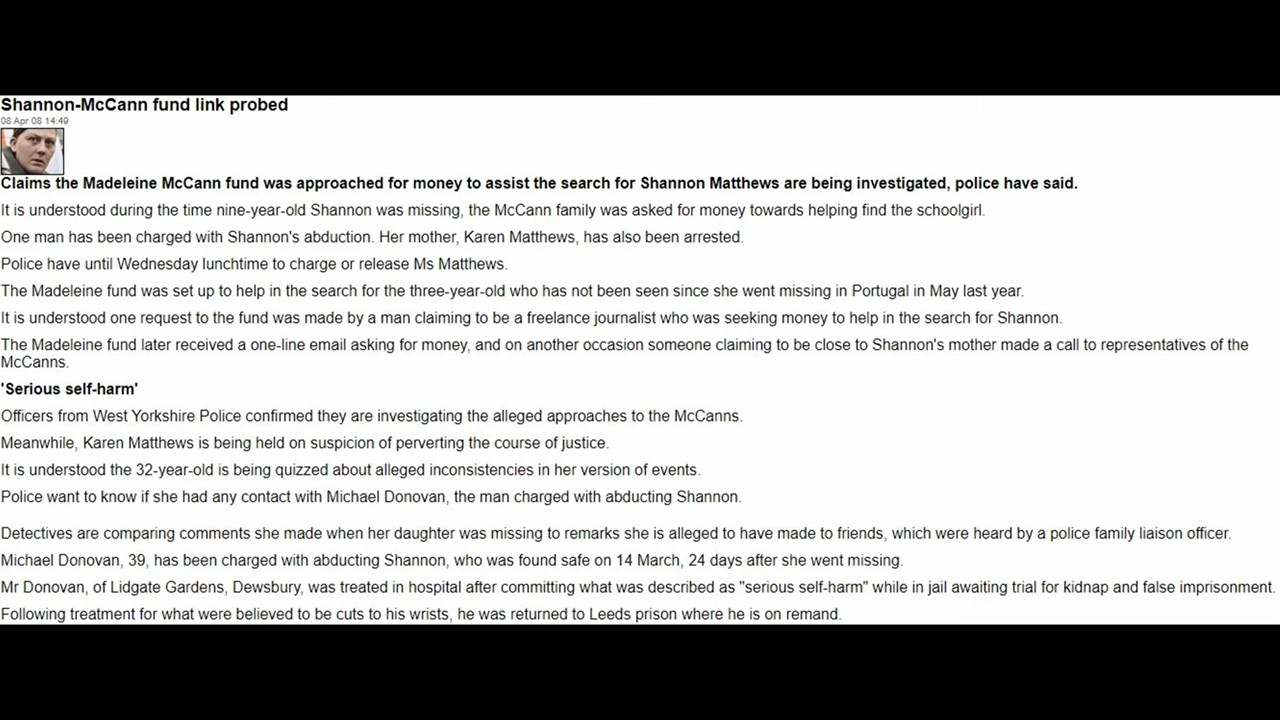 Shannon-McCann fund link probed
08 Apr 08 14:49
Claims the Madeleine McCann fund was approached for money to assist the search for Shannon Matthews are being investigated, police have said.
It is understood during the time nine-year-old Shannon was missing, the McCann family was asked for money towards helping find the schoolgirl.
One man has been charged with Shannon's abduction. Her mother, Karen Matthews, has also been arrested.
Police have until Wednesday lunchtime to charge or release Ms Matthews.
The Madeleine fund was set up to help in the search for the three-year-old who has not been seen since she went missing in Portugal in May last year.
It is understood one request to the fund was made by a man claiming to be a freelance journalist who was seeking money to help in the search for Shannon.
The Madeleine fund later received a one-line email asking for money, and on another occasion someone claiming to be close to Shannon's mother made a call to representatives of the
McCanns.
'Serious self-harm'
Officers from West Yorkshire Police confirmed they are investigating the alleged approaches to the McCanns.
Meanwhile, Karen Matthews is being held on suspicion of perverting the course of justice.
It is understood the 32-year-old is being quizzed about alleged inconsistencies in her version of events.
Police want to know if she had any contact with Michael Donovan, the man charged with abducting Shannon.
Detectives are comparing comments she made when her daughter was missing to remarks she is alleged to have made to friends, which were heard by a police family liaison officer.
Michael Donovan, 39, has been charged with abducting Shannon, who was found safe on 14 March, 24 days after she went missing.
Mr Donovan, of Lidgate Gardens, Dewsbury, was treated in hospital after committing what was described as "serious self-harm" while in jail awaiting trial for kidnap and false imprisonment.
Following treatment for what were believed to be cuts to his wrists, he was returned to Leeds prison where he is on remand.